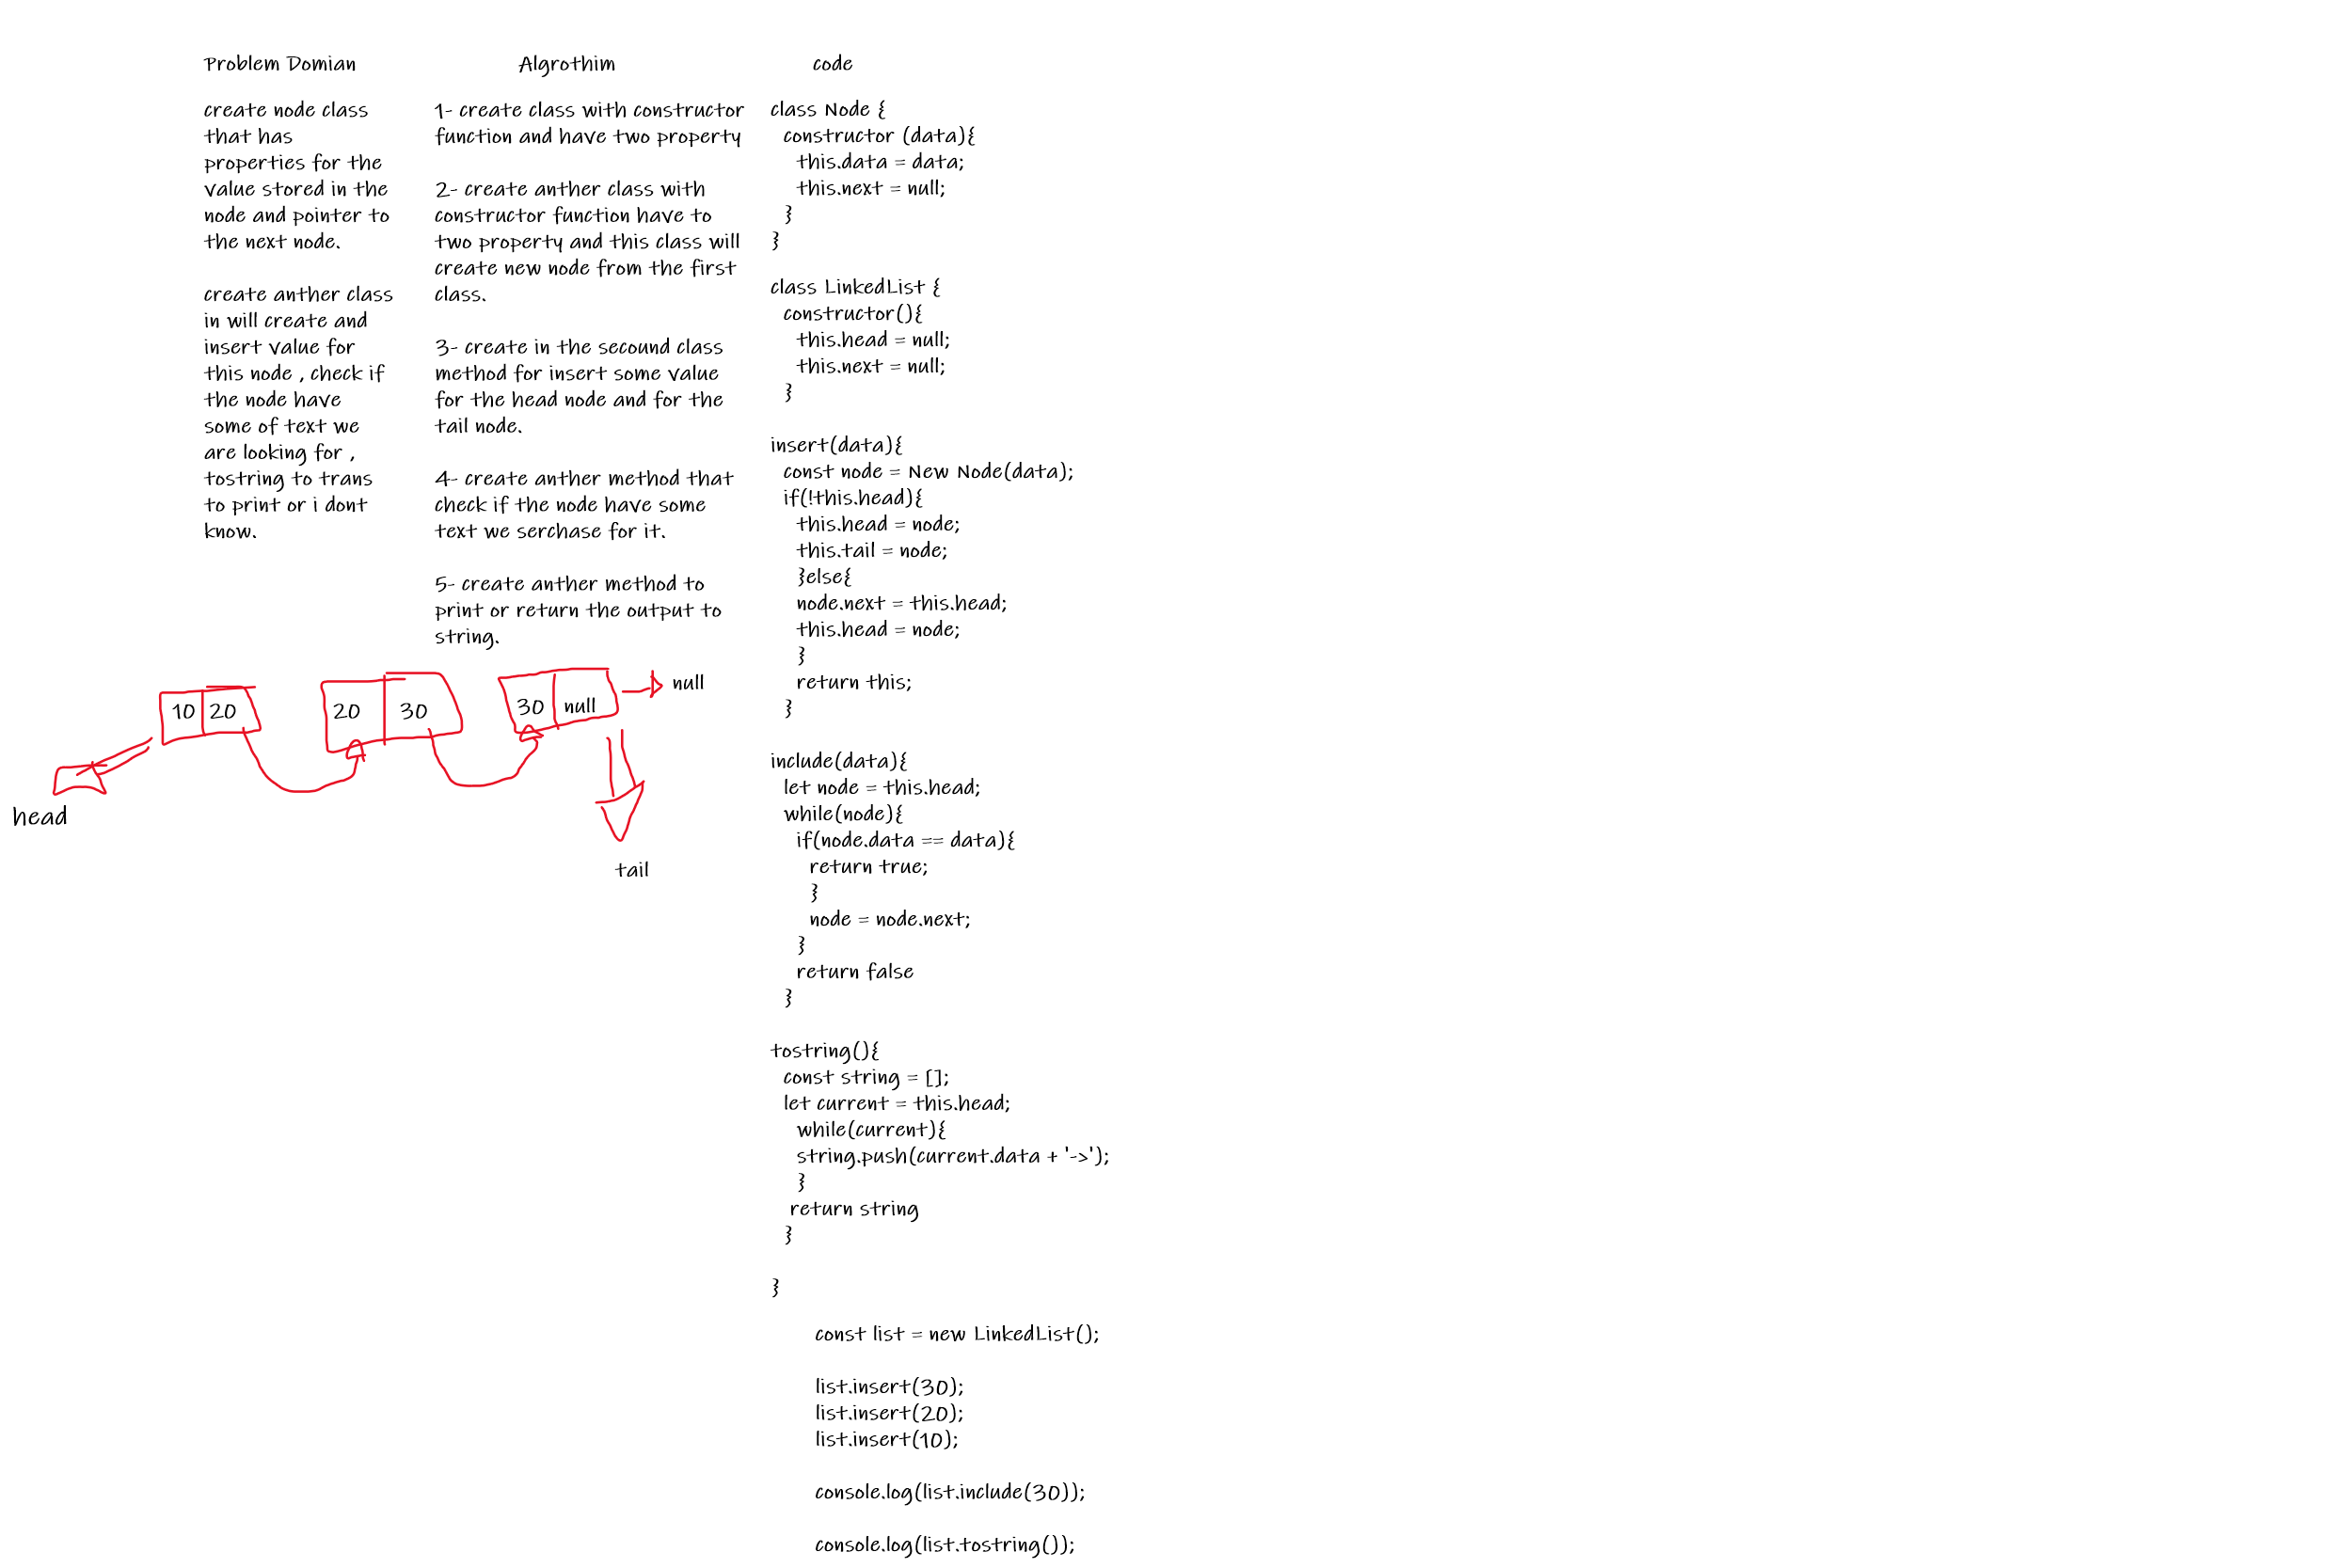 Problem Domian
create node class
that has
properties for the
value stored in the
node and pointer to
the next node.
create anther class
in will create and
insert value for
this node , check if
the node have
some of text we
are looking for ,
tostring to trans
to print or i dont
know.
Algrothim
1- create class with constructor
function and have two property
2- create anther class with
constructor function have to
two property and this class will
create new node from the first
class.
3- create in the secound class
method for insert some value
for the head node and for the
tail node.
4- create anther method that
check if the node have some
text we serchase for it.
5- create anther method to
print or return the output to
string.
10 20
20 30
30 null
null
head
tail
code
class Node {
constructor (data){
this.data = data;
this.next = null;
}
}
class LinkedList {
constructor(){
this.head = null;
this.next = null;
}
insert(data){
const node = New Node(data);
if(!this.head){
this.head = node;
this.tail = node;
}else{
node.next = this.head;
this.head = node;
}
return this;
}
include(data){
let node = this.head;
while(node){
if(node.data == data){
return true;
}
node = node.next;
}
return false
}
tostring(){
const string = [];
let current = this.head;
while(current){
string.push(current.data + '->');
}
return string
}
}
const list = new LinkedList();
list.insert(30);
list.insert(20);
list.insert(10);
console.log(list.include(30));
console.log(list.tostring());